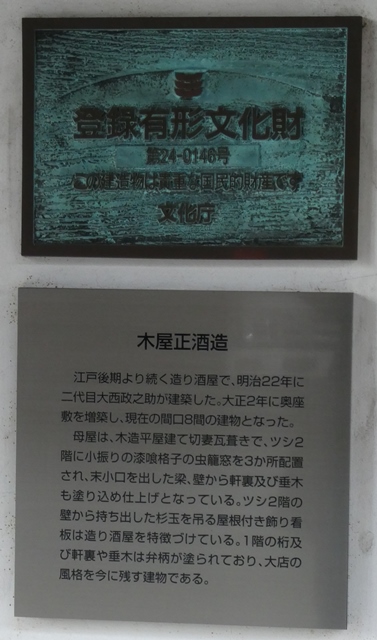 登録有形文化財
第24-0146号
この建造物は貴重な国民的財産です
文化庁
木屋正酒造
江戸後期より続く造り酒屋で、明治22年に
二代目大西政之助が建築した。大正2年に奥座
敷を増築し、現在の間口8間の建物となった。
母屋は、木造平屋建て切妻瓦葺きで、ツシ2
階に小振りの漆喰格子の虫籠窓を3か所配置
され、末小口を出した梁、壁から軒裏及び垂木
も塗り込め仕上げとなっている。ツシ2階の
壁から持ち出した杉玉を吊る屋根付き飾り看
板は造り酒屋を特徴づけている。1階の桁及
び軒裏や垂木は弁柄が塗られており、大店の
風格を今に残す建物である。